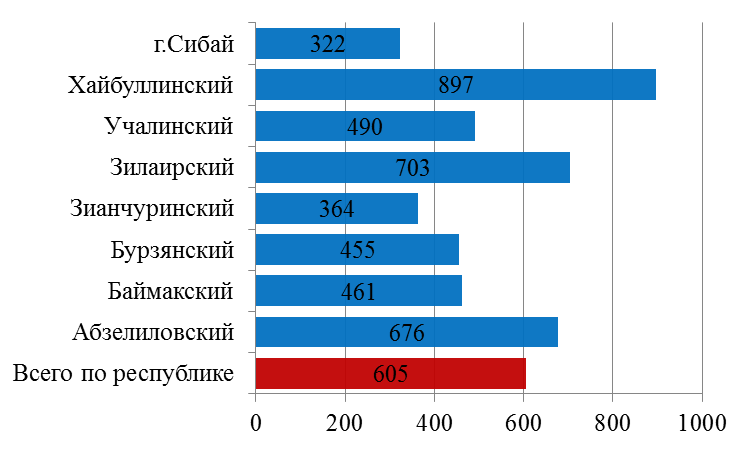 г.Сибай 322
Хайбуллинский 897
Учалинский 490
Зилаирский 703
Зианчуринский 364
Бурзянский 455
Баймакский 461
Абзелиловский 676
Всего по республике 605
0 200 400 600 800 1000